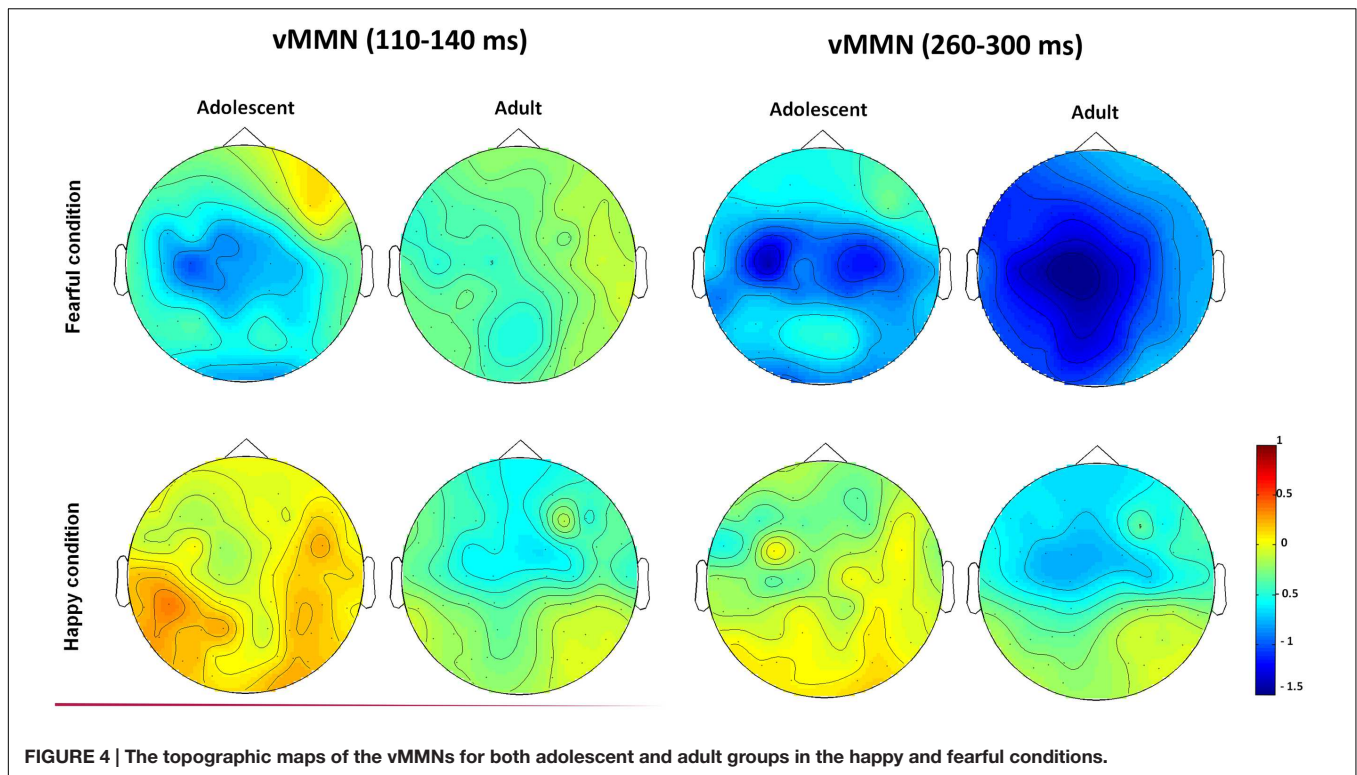 vMMN (110-140 ms)
vMMN (260-300 ms)
Adolescent
Adult
Adolescent
Adult
Fearful condition
Happy condition
1
0.5
0
0.5
- 1
- 1.5
FIGURE 4 | The topographic maps of the vMMNs for both adolescent and adult groups in the happy and fearful conditions.